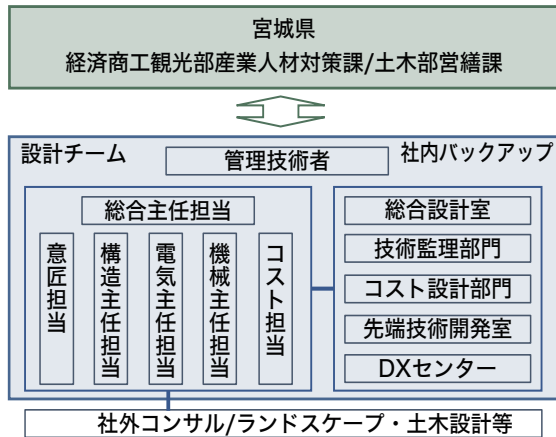 宮城県
経済商工観光部産業人材対策課/土木部営繕課
設計チーム
管理技術者
社内バックアップ
総合主任担当
意匠担当
構造主任担当
電気主任担当
機械主任担当
コスト担当
総合設計室
技術監理部門
コスト設計部門
先端技術開発室
DXセンター
社外コンサル/ランドスケープ・土木設計等